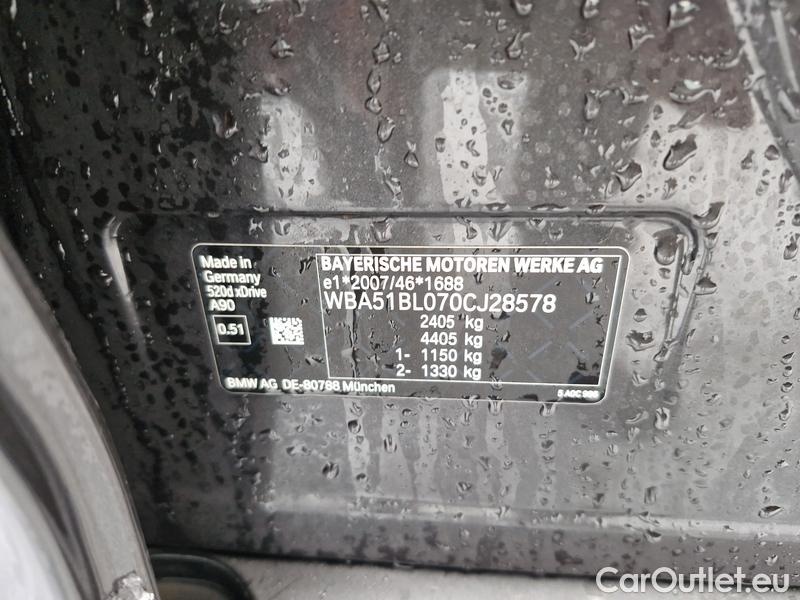 Made in
Germany
520d xDrive
A90
0.51
BAYERISCHE MOTOREN WERKE AG
e1*2007/46*1688
WBA51BL070CJ28578
2405 kg
4405 kg
1- 1150 kg
2- 1330 kg
BMW AG DE-80788 München
CarOutlet.eu